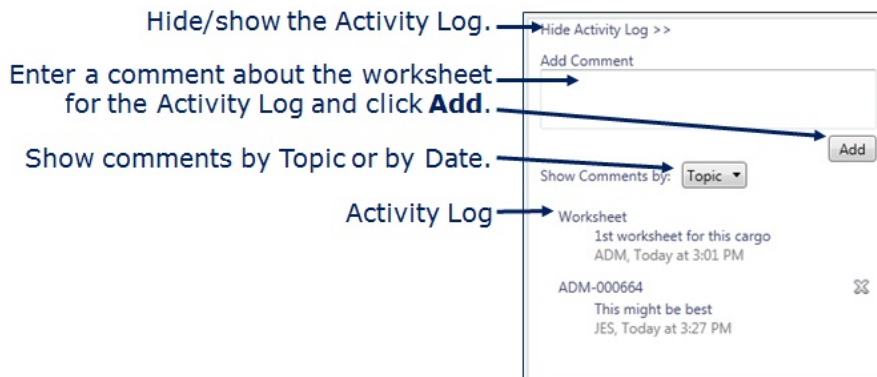 Hide/show the Activity Log.
Hide Activity Log >>
Add Comment
Enter a comment about the worksheet
for the Activity Log and click Add.
Add
Show comments by Topic or by Date.
Show Comments by: Topic
Activity Log
Worksheet
1st worksheet for this cargo
ADM, Today at 3:01 PM
ADM-000664
This might be best
JES, Today at 3:27 PM